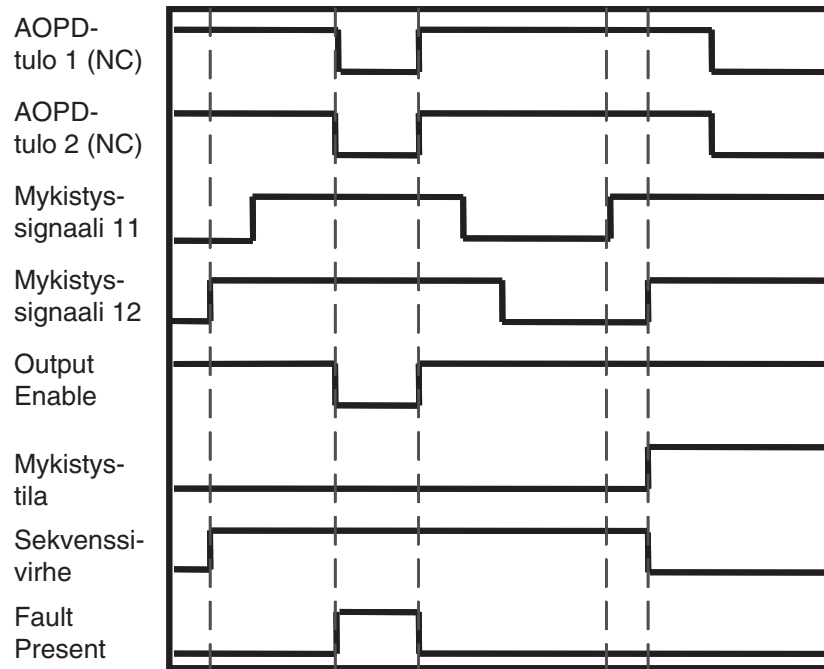 AOPD-
tulo 1 (NC)
AOPD-
tulo 2 (NC)
Mykistys-
signaali 11
Mykistys-
signaali 12
Output
Enable
Mykistys-
tila
Sekvenssi-
virhe
Fault
Present